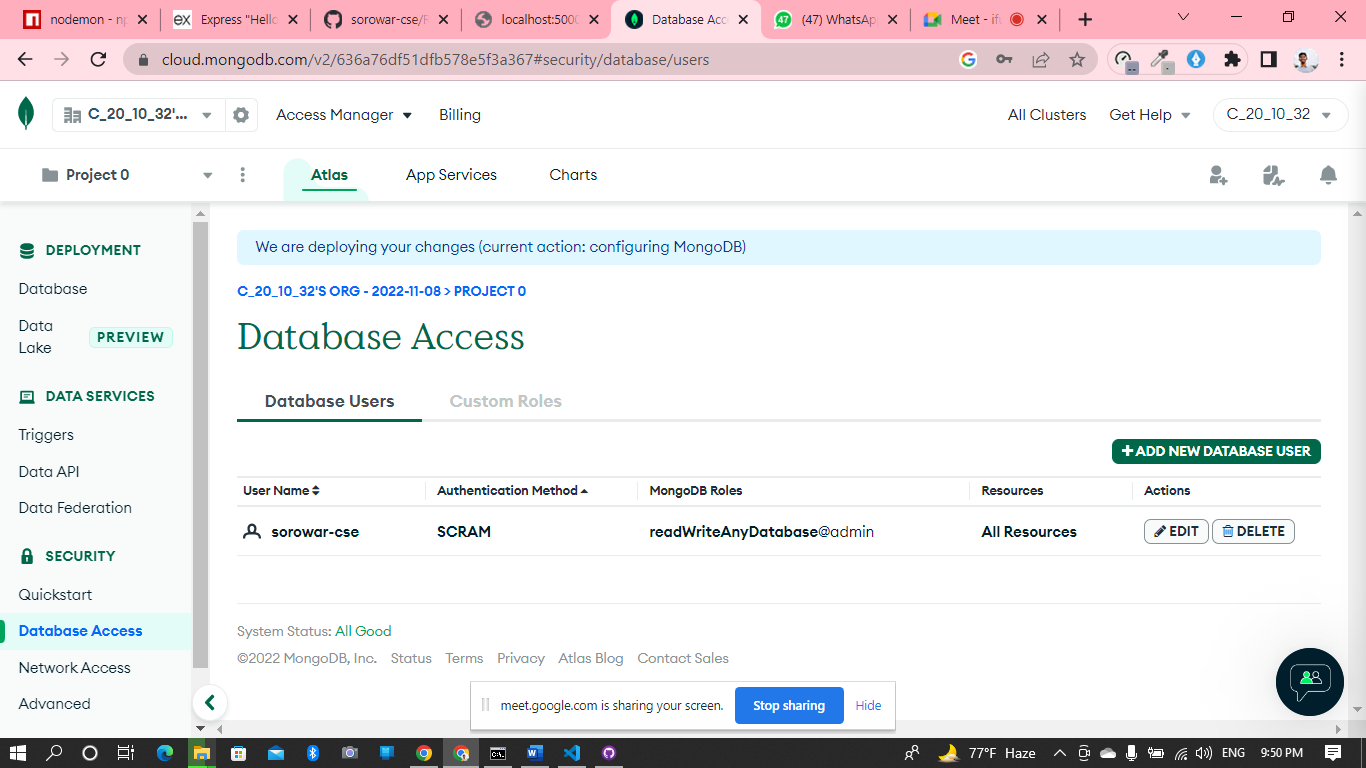 nodemon - np
Express "Hello
sorowar-cse/F
localhost:5000
Database Acc
(47) WhatsAp
Meet - ifu
cloud.mongodb.com/v2/636a76df51dfb578e5f3a367#security/database/users
C_20_10_32'...
Access Manager
Billing
All Clusters
Get Help
C_20_10_32
Project 0
Atlas
App Services
Charts
DEPLOYMENT
Database
Data Lake
PREVIEW
DATA SERVICES
Triggers
Data API
Data Federation
SECURITY
Quickstart
Database Access
Network Access
Advanced
We are deploying your changes (current action: configuring MongoDB)
C_20_10_32'S ORG - 2022-11-08 > PROJECT 0
Database Access
Database Users
Custom Roles
+ ADD NEW DATABASE USER
User Name
Authentication Method
MongoDB Roles
Resources
Actions
sorowar-cse
SCRAM
readWriteAnyDatabase@admin
All Resources
EDIT
DELETE
System Status: All Good
©2022 MongoDB, Inc.
Status
Terms
Privacy
Atlas Blog
Contact Sales
meet.google.com is sharing your screen.
Stop sharing
Hide
77°F Haze
ENG
9:50 PM